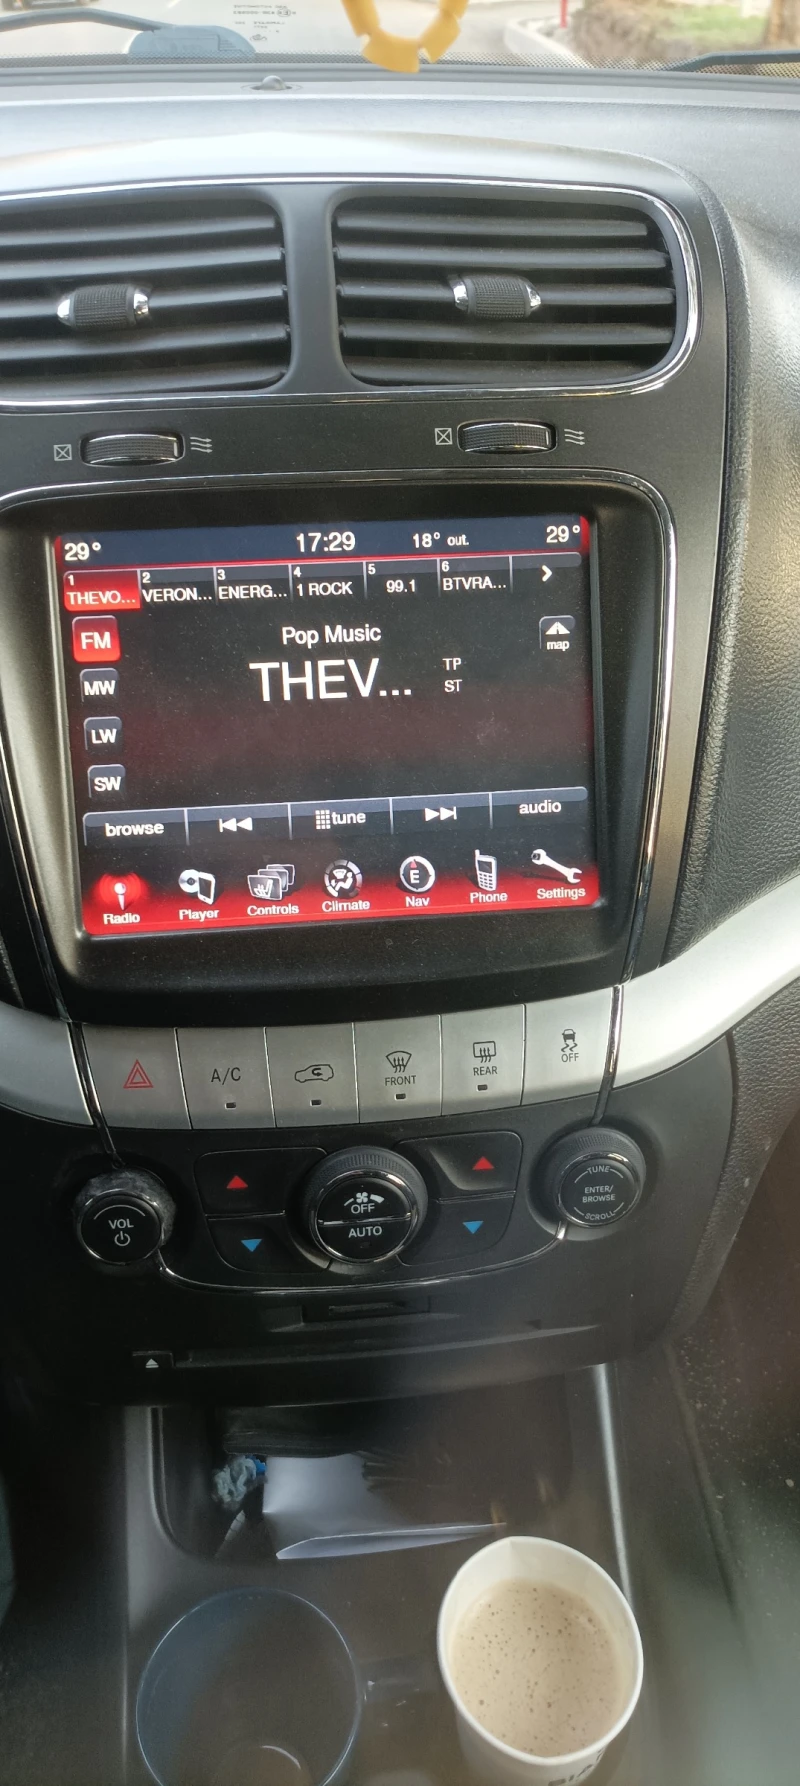 29° 17:29 18° out. 29°
1 THEVO... 2 VERON... 3 ENERG... 4 1 ROCK 5 99.1 6 BTVRA... >
FM Pop Music map
THEV... TP
ST
MW
LW
SW
browse tune audio
Radio Player Controls Climate E Nav Phone Settings
A/C FRONT REAR OFF
VOL OFF AUTO TUNE ENTER/ BROWSE SCROLL